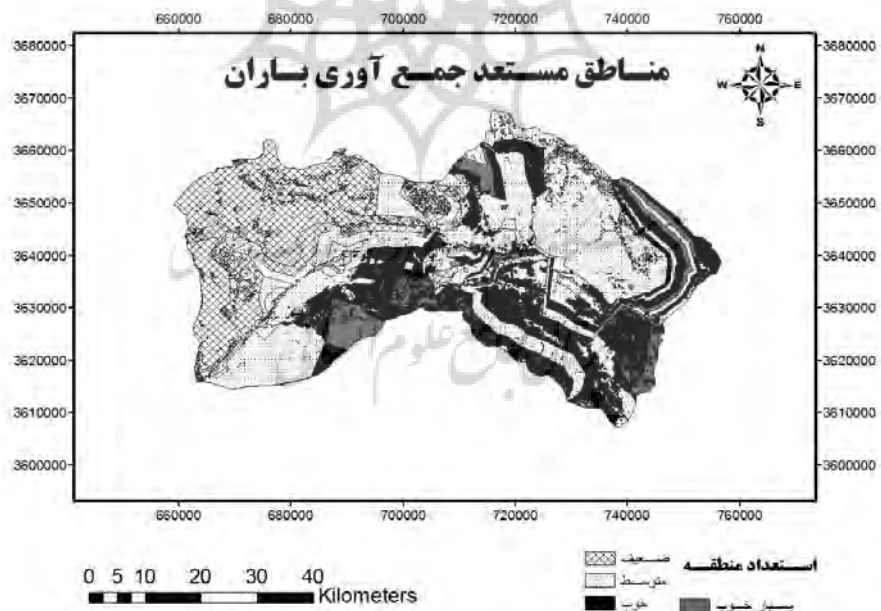 660000 680000 700000 720000 740000 760000
مناطق مستعد جمع آوری باران
N
W E
S
3680000 3680000
3670000 3670000
3660000 3660000
3650000 3650000
3640000 3640000
3630000 3630000
3620000 3620000
3610000 3610000
3600000 3600000
660000 680000 700000 720000 740000 760000
استعداد منطقه
ضعیف
متوسط
خوب
بسیار خوب
0 5 10 20 30 40
Kilometers